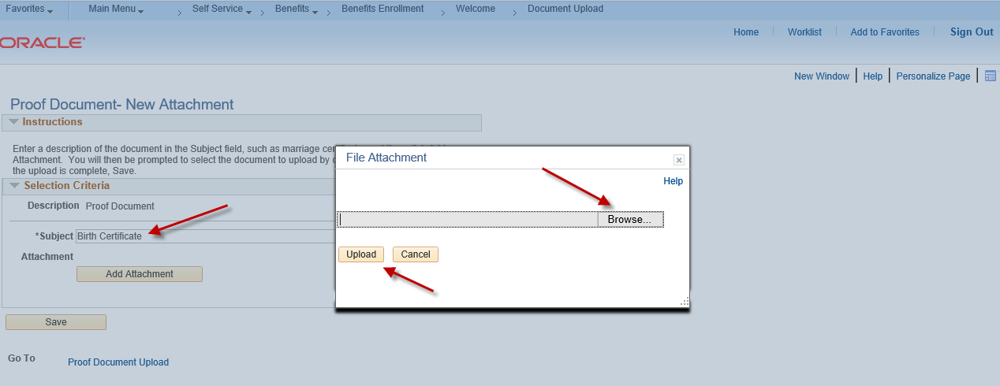 Favorites Main Menu Self Service Benefits Benefits Enrollment Welcome Document Upload
ORACLE
Home Worklist Add to Favorites Sign Out
New Window Help Personalize Page
Proof Document- New Attachment
Instructions
Enter a description of the document in the Subject field, such as marriage
Attachment. You will then be prompted to select the document to upload by
the upload is complete, Save.
Selection Criteria
Description Proof Document
*Subject Birth Certificate
Attachment
Add Attachment
Save
Go To Proof Document Upload
File Attachment
Help
Browse...
Upload Cancel